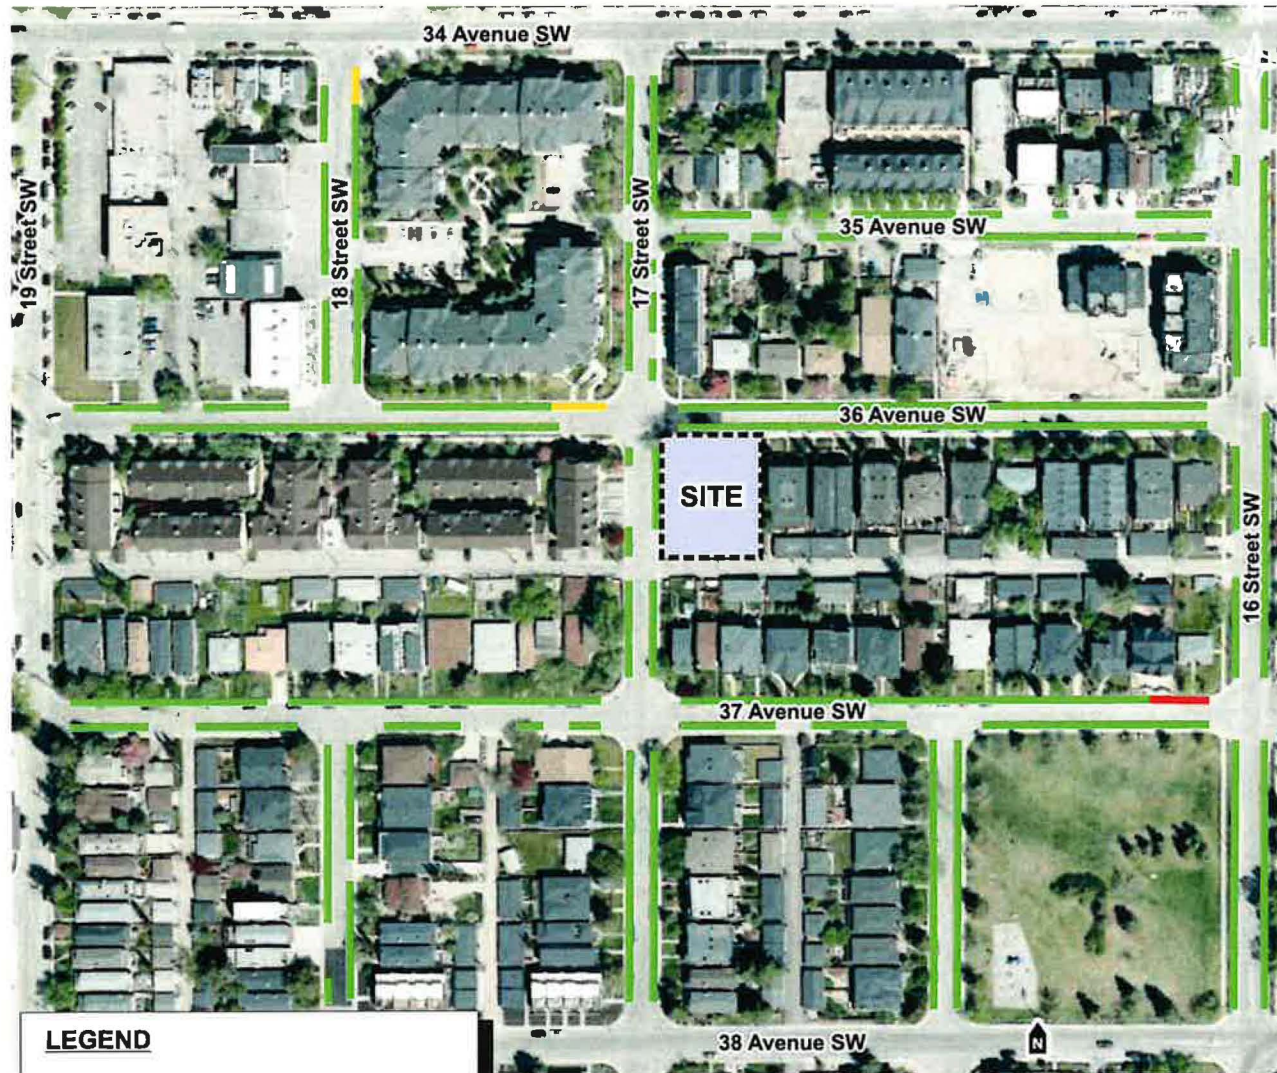 34 Avenue SW
19 Street SW
18 Street SW
17 Street SW
35 Avenue SW
36 Avenue SW
SITE
16 Street SW
37 Avenue SW
LEGEND
38 Avenue SW
N